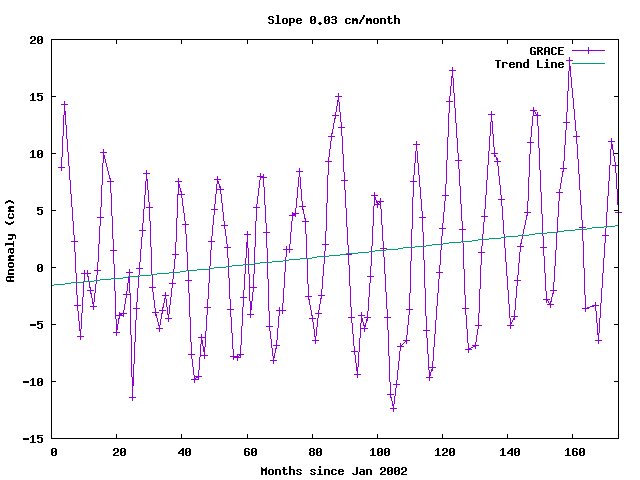 Slope 0.03 cm/month
GRACE
Trend Line
20
15
10
5
0
-5
-10
-15
Anomaly (cm)
0 20 40 60 80 100 120 140 160
Months since Jan 2002